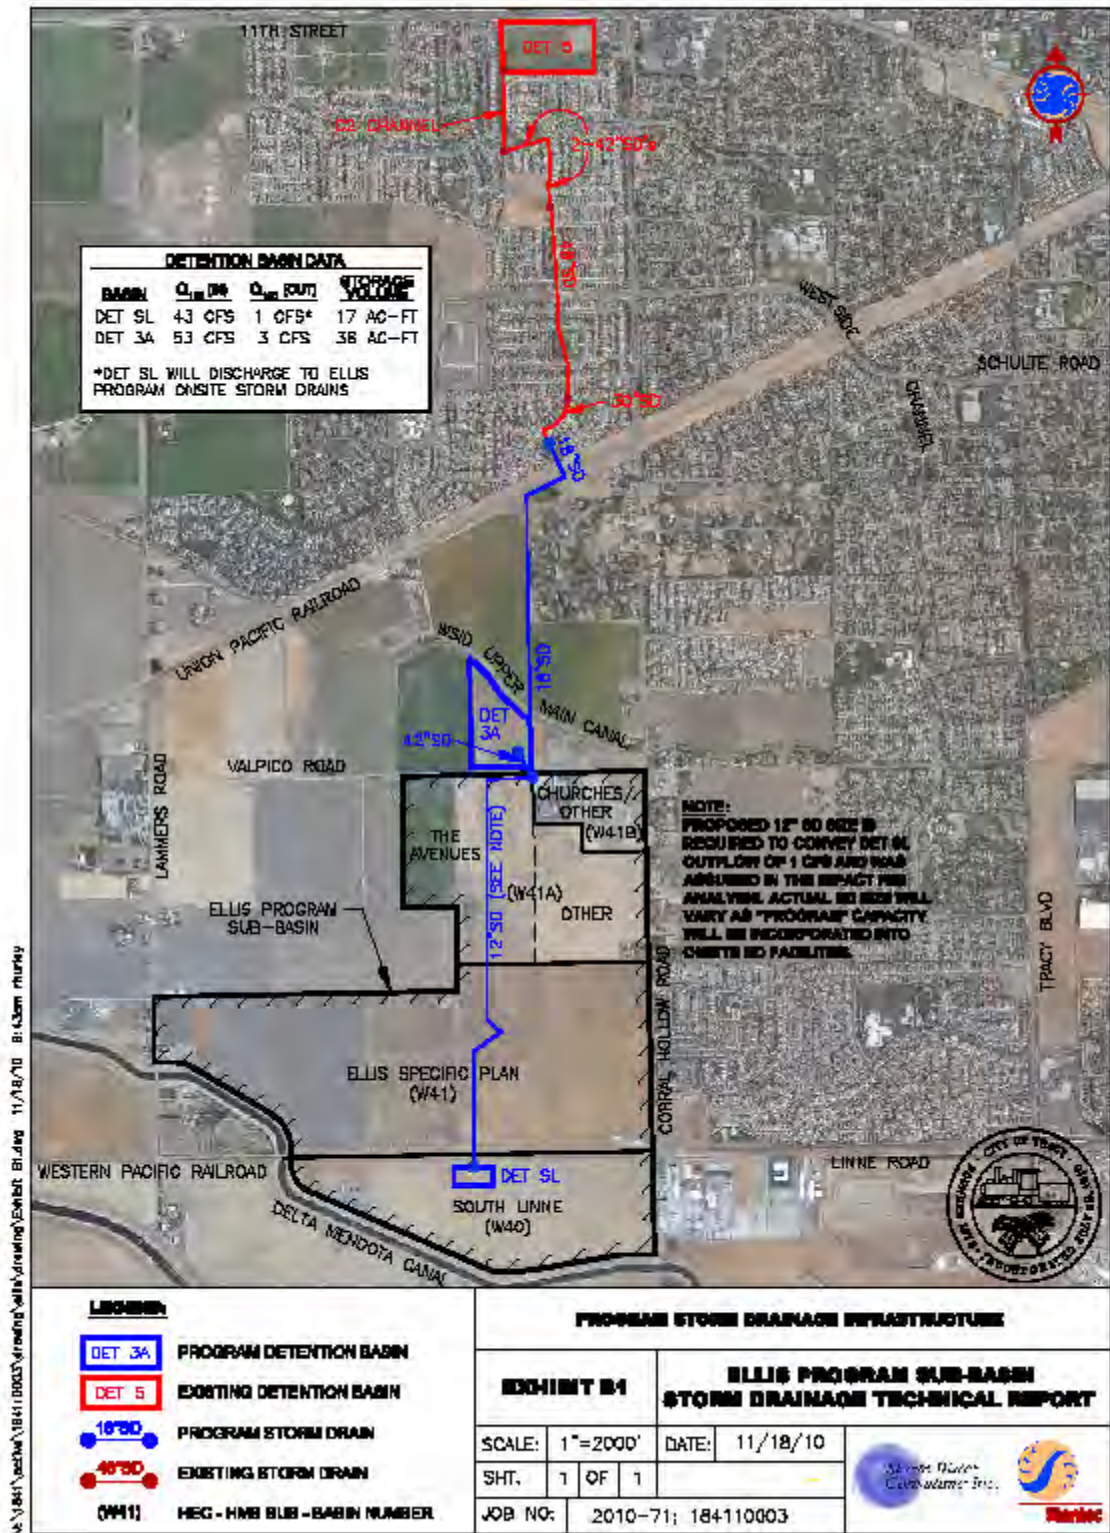 11TH STREET
DET 5
C2 CHANNEL
2-42"SD's
48"SD
DETENTION BASIN DATA
BASIN (IN) (OUT) STORAGE VOLUME
DET SL 43 CFS 1 CFS* 17 AC-FT
DET 3A 53 CFS 3 CFS 38 AC-FT
*DET SL WILL DISCHARGE TO ELLIS
PROGRAM ONSITE STORM DRAINS
WEST SIDE
CHANNEL
SCHULTE ROAD
30"SD
18"SD
UNION PACIFIC RAILROAD
WSID UPPER
MAIN CANAL
18"SD
DET
3A
42"SD
VALPICO ROAD
LAMMERS ROAD
CHURCHES/
OTHER
(W41B)
THE
AVENUES
12"SD (SEE NOTE)
(W41A)
OTHER
NOTE:
PROPOSED 12" SD SIZE IS
REQUIRED TO CONVEY DET SL
OUTFLOW OF 1 CFS AND WAS
ASSUMED IN THE IMPACT FEE
ANALYSIS. ACTUAL SD SIZE WILL
VARY AS "PROGRAM" CAPACITY
WILL BE INCORPORATED INTO
ONSITE SD FACILITIES.
ELLIS PROGRAM
SUB-BASIN
CORRAL HOLLOW ROAD
TRACY BLVD
ELLIS SPECIFIC PLAN
(W41)
WESTERN PACIFIC RAILROAD
LINNE ROAD
DET SL
SOUTH LINNE
(W40)
DELTA MENDOTA CANAL
CITY OF TRACY
INCORPORATED
LEGEND:
DET 3A PROGRAM DETENTION BASIN
DET 5 EXISTING DETENTION BASIN
18"SD PROGRAM STORM DRAIN
48"SD EXISTING STORM DRAIN
(W41) HEC-HMS SUB-BASIN NUMBER
PROGRAM STORM DRAINAGE INFRASTRUCTURE
EXHIBIT B1
ELLIS PROGRAM SUB-BASIN
STORM DRAINAGE TECHNICAL REPORT
SCALE: 1"=2000' DATE: 11/18/10
SHT. 1 OF 1
JOB NO: 2010-71; 184110003
Storm Water
Consulting Inc.
Stantec